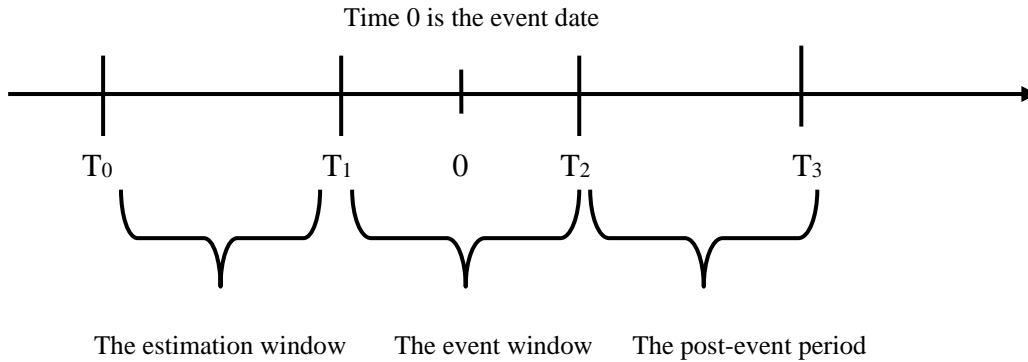 Time 0 is the event date
T0 T1 0 T2 T3
The estimation window The event window The post-event period